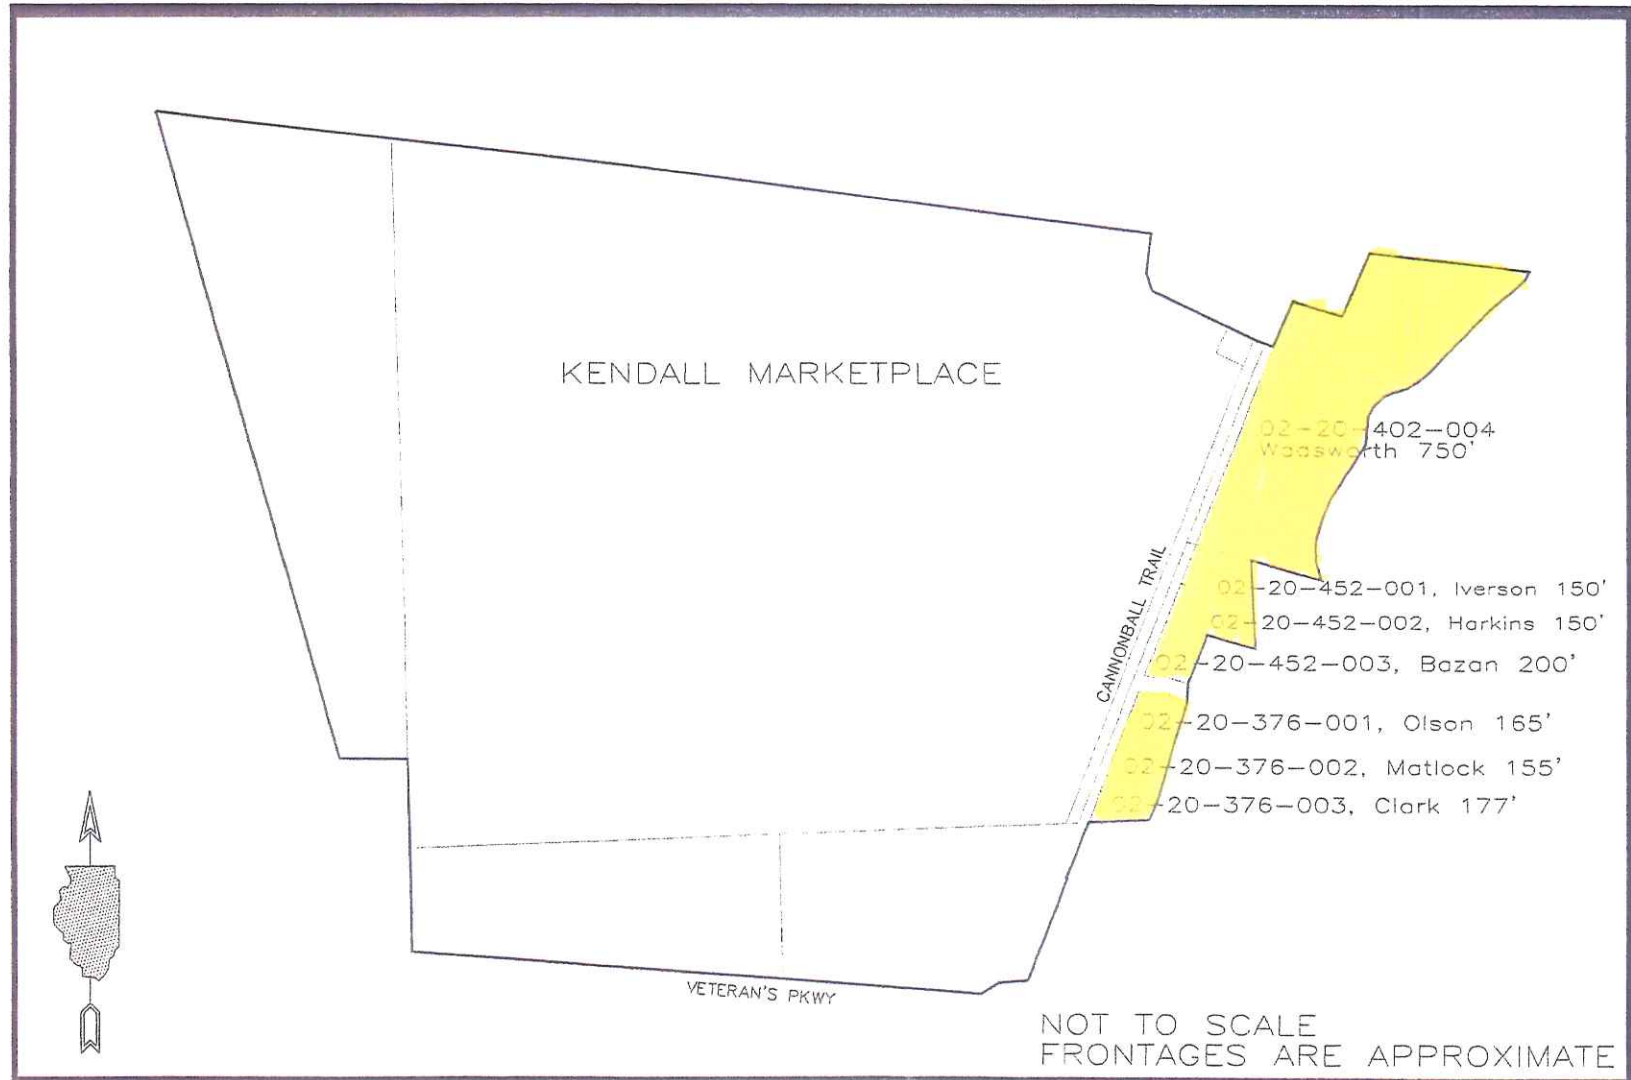 KENDALL MARKETPLACE
02-20-402-004
Wadsworth 750'
CANNONBALL TRAIL
02-20-452-001, Iverson 150'
02-20-452-002, Harkins 150'
02-20-452-003, Bazan 200'
02-20-376-001, Olson 165'
02-20-376-002, Matlock 155'
02-20-376-003, Clark 177'
VETERAN'S PKWY
NOT TO SCALE
FRONTAGES ARE APPROXIMATE